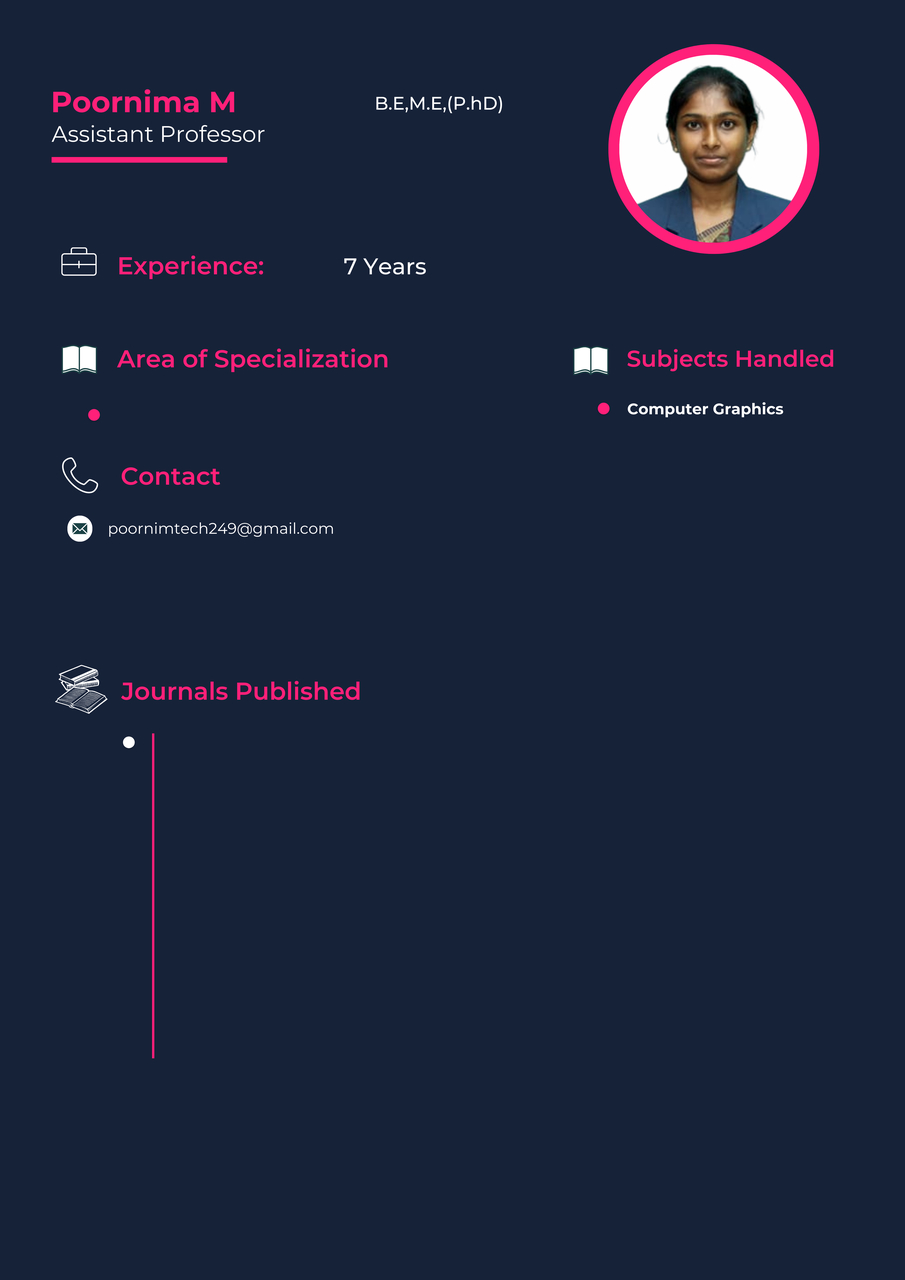 Poornima M
B.E,M.E,(P.hD)
Assistant Professor
Experience:
7 Years
Area of Specialization
Subjects Handled
Computer Graphics
Contact
poornimtech249@gmail.com
Journals Published